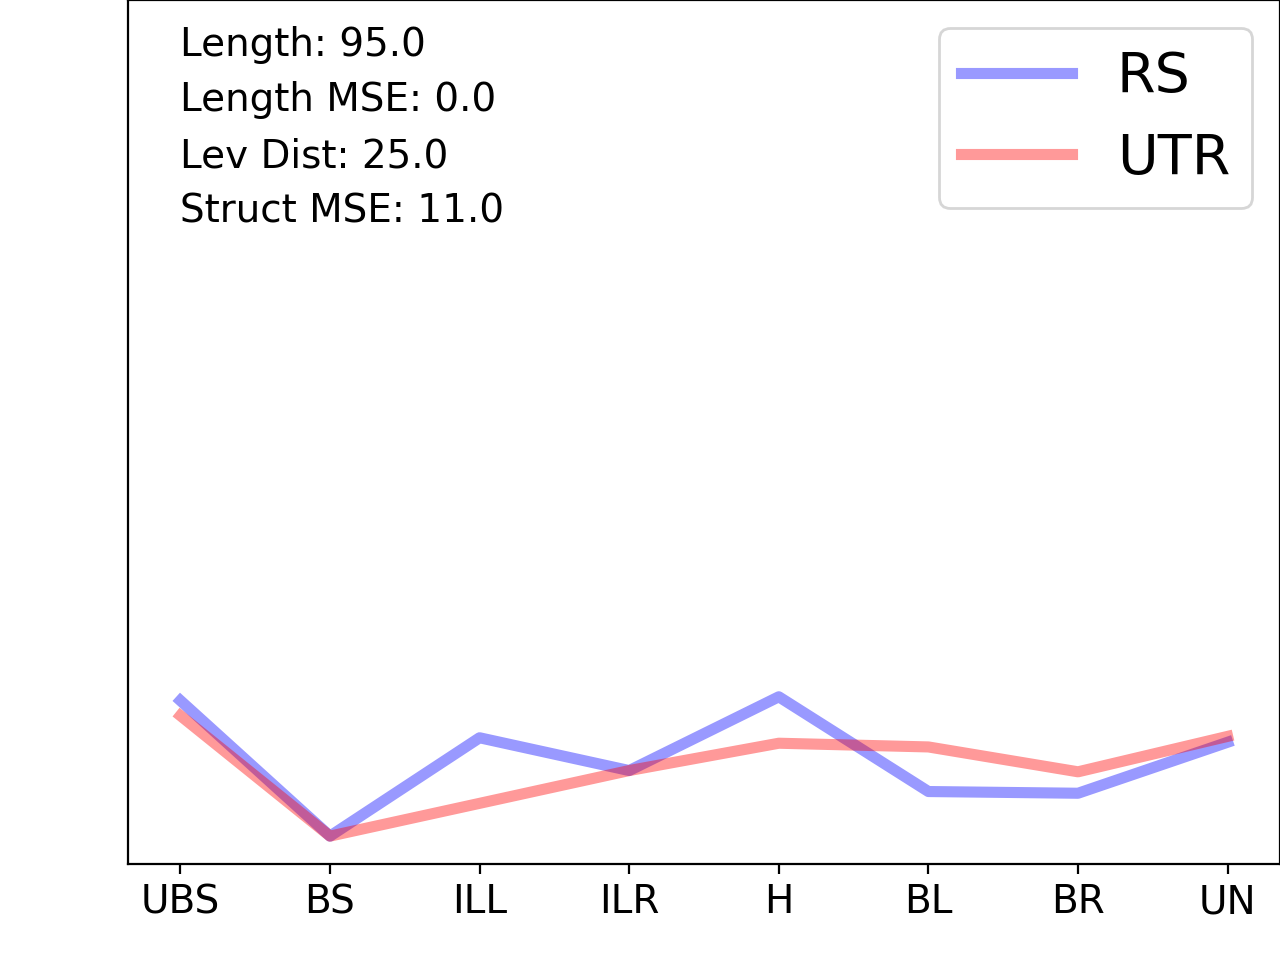 Length: 95.0
Length MSE: 0.0
Lev Dist: 25.0
Struct MSE: 11.0
RS
UTR
UBS BS ILL ILR H BL BR UN